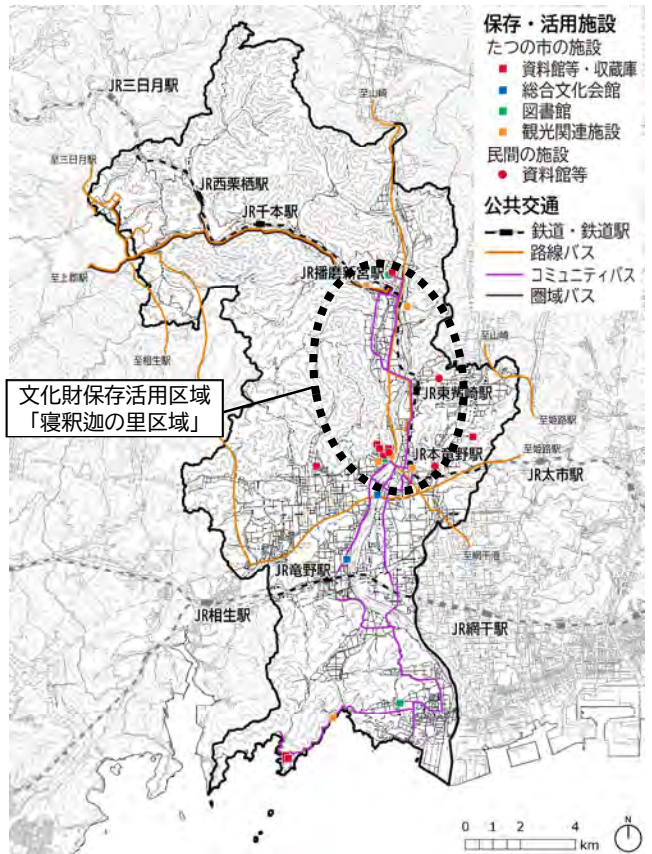 保存・活用施設
たつの市の施設
資料館等・収蔵庫
総合文化会館
図書館
観光関連施設
民間の施設
資料館等
公共交通
鉄道・鉄道駅
路線バス
コミュニティバス
圏域バス
JR三日月駅
至山崎
至三日月駅
JR西栗栖駅
JR千本駅
至上郡駅
JR播磨新宮駅
至相生駅
至山崎
文化財保存活用区域
「寝釈迦の里区域」
JR東觜崎駅
至姫路駅
至姫路駅
JR本竜野駅
JR太市駅
至網干港
JR竜野駅
JR相生駅
JR網干駅
0 1 2 4
km
N